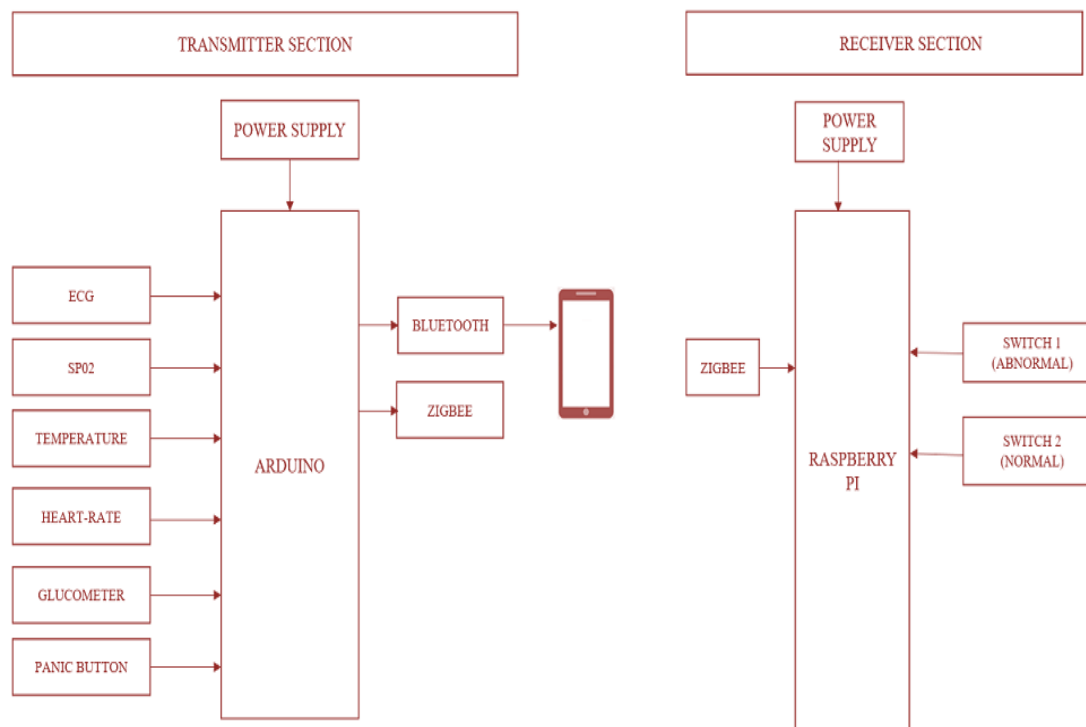 TRANSMITTER SECTION
RECEIVER SECTION
POWER SUPPLY
POWER
SUPPLY
ECG
SP02
TEMPERATURE
HEART-RATE
GLUCOMETER
PANIC BUTTON
ARDUINO
BLUETOOTH
ZIGBEE
ZIGBEE
RASPBERRY
PI
SWITCH 1
(ABNORMAL)
SWITCH 2
(NORMAL)